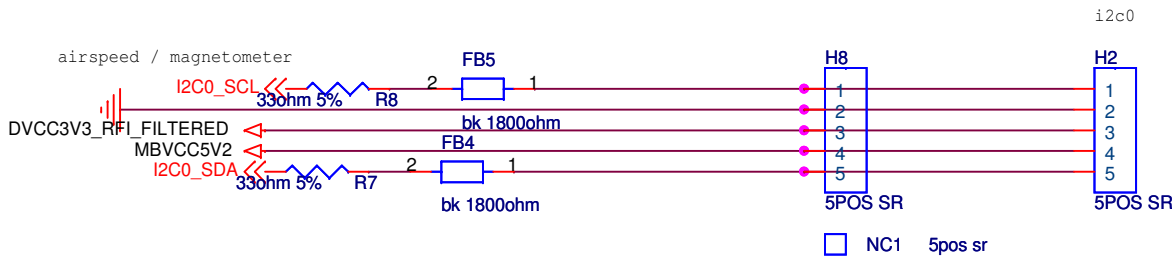 i2c0
airspeed / magnetometer
FB5
H8
H2
I2C0_SCL
2
1
33ohm 5%
R8
1
1
2
2
bk 1800ohm
DVCC3V3_RFI_FILTERED
3
3
FB4
MBVCC5V2
4
4
I2C0_SDA
2
1
5
5
33ohm 5%
R7
bk 1800ohm
5POS SR
5POS SR
NC1
5pos sr